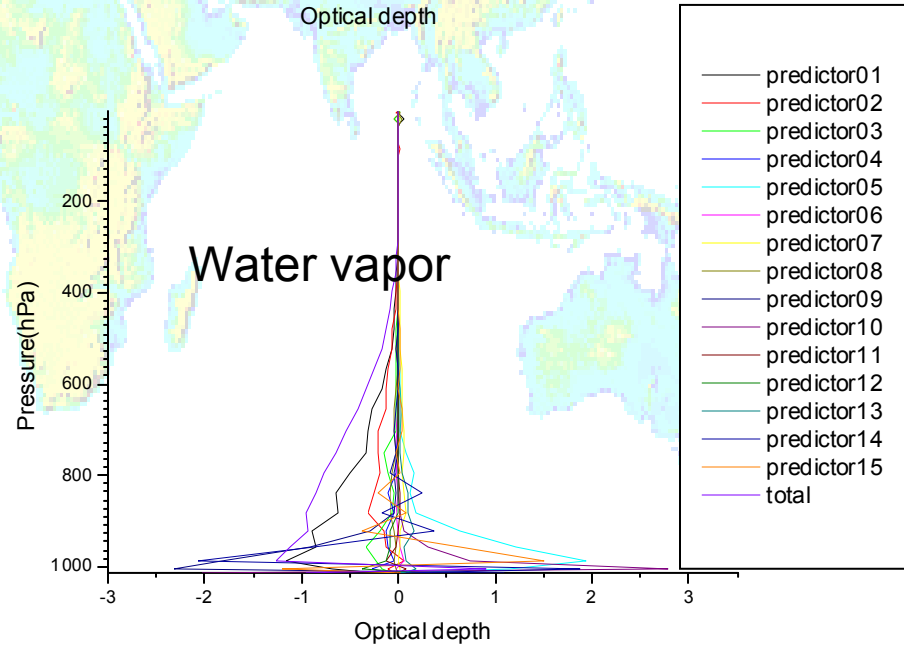 Optical depth
predictor01
predictor02
predictor03
predictor04
predictor05
predictor06
predictor07
predictor08
predictor09
predictor10
predictor11
predictor12
predictor13
predictor14
predictor15
total
Water vapor
Pressure(hPa)
200
400
600
800
1000
-3 -2 -1 0 1 2 3
Optical depth